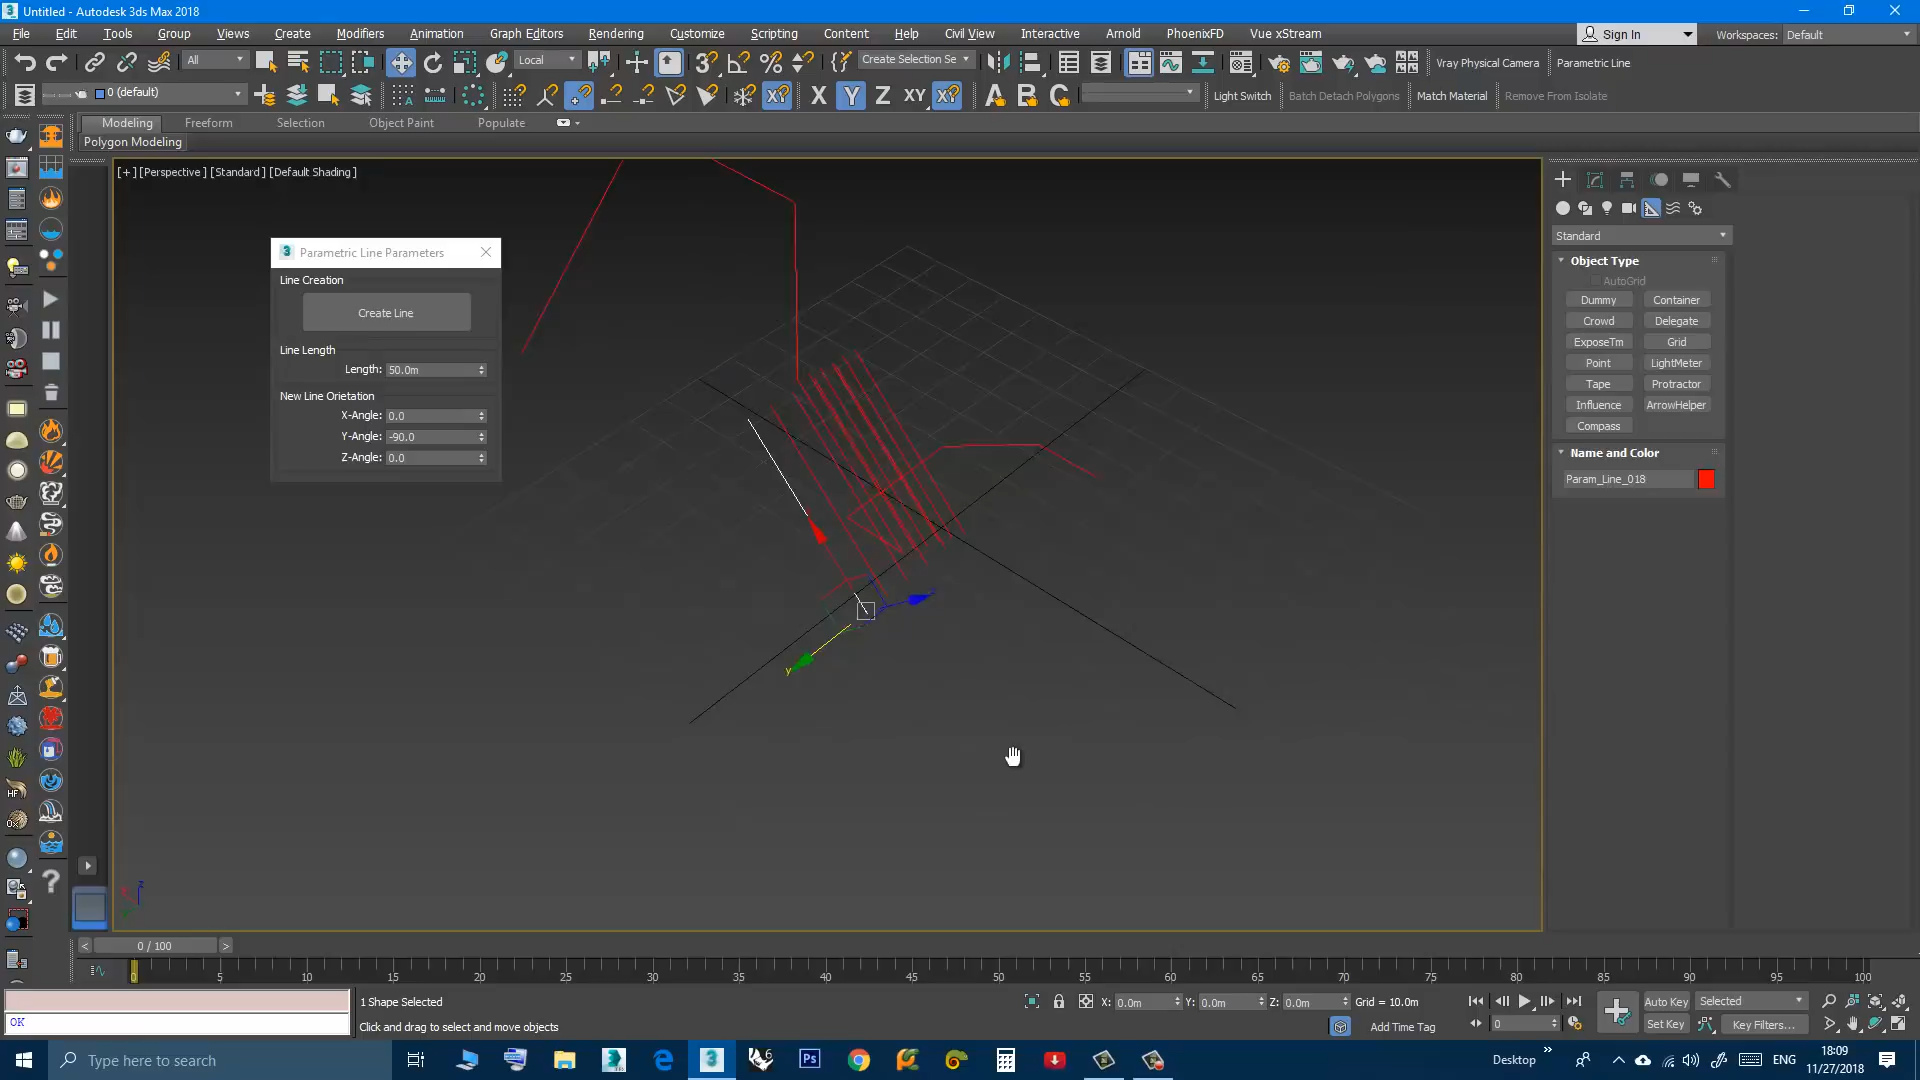 Untitled - Autodesk 3ds Max 2018
File Edit Tools Group Views Create Modifiers Animation Graph Editors Rendering Customize Scripting Content Help Civil View Interactive Arnold PhoenixFD Vue xStream
Sign In
Workspaces: Default
All
Local
Create Selection Se
Vray Physical Camera
Parametric Line
0 (default)
X Y Z XY
A B C
Light Switch
Batch Detach Polygons
Match Material
Remove From Isolate
Modeling Freeform Selection Object Paint Populate
Polygon Modeling
[+] [Perspective ] [Standard ] [Default Shading ]
Parametric Line Parameters
Line Creation
Create Line
Line Length
Length: 50.0m
New Line Orietation
X-Angle: 0.0
Y-Angle: -90.0
Z-Angle: 0.0
y
z
Standard
Object Type
AutoGrid
Dummy Container
Crowd Delegate
ExposeTm Grid
Point LightMeter
Tape Protractor
Influence ArrowHelper
Compass
Name and Color
Param_Line_018
0 / 100
0 5 10 15 20 25 30 35 40 45 50 55 60 65 70 75 80 85 90 95 100
OK
1 Shape Selected
Click and drag to select and move objects
X: 0.0m Y: 0.0m Z: 0.0m Grid = 10.0m
Add Time Tag
0
Auto Key Selected
Set Key Key Filters...
Type here to search
Desktop
ENG
18:09
11/27/2018